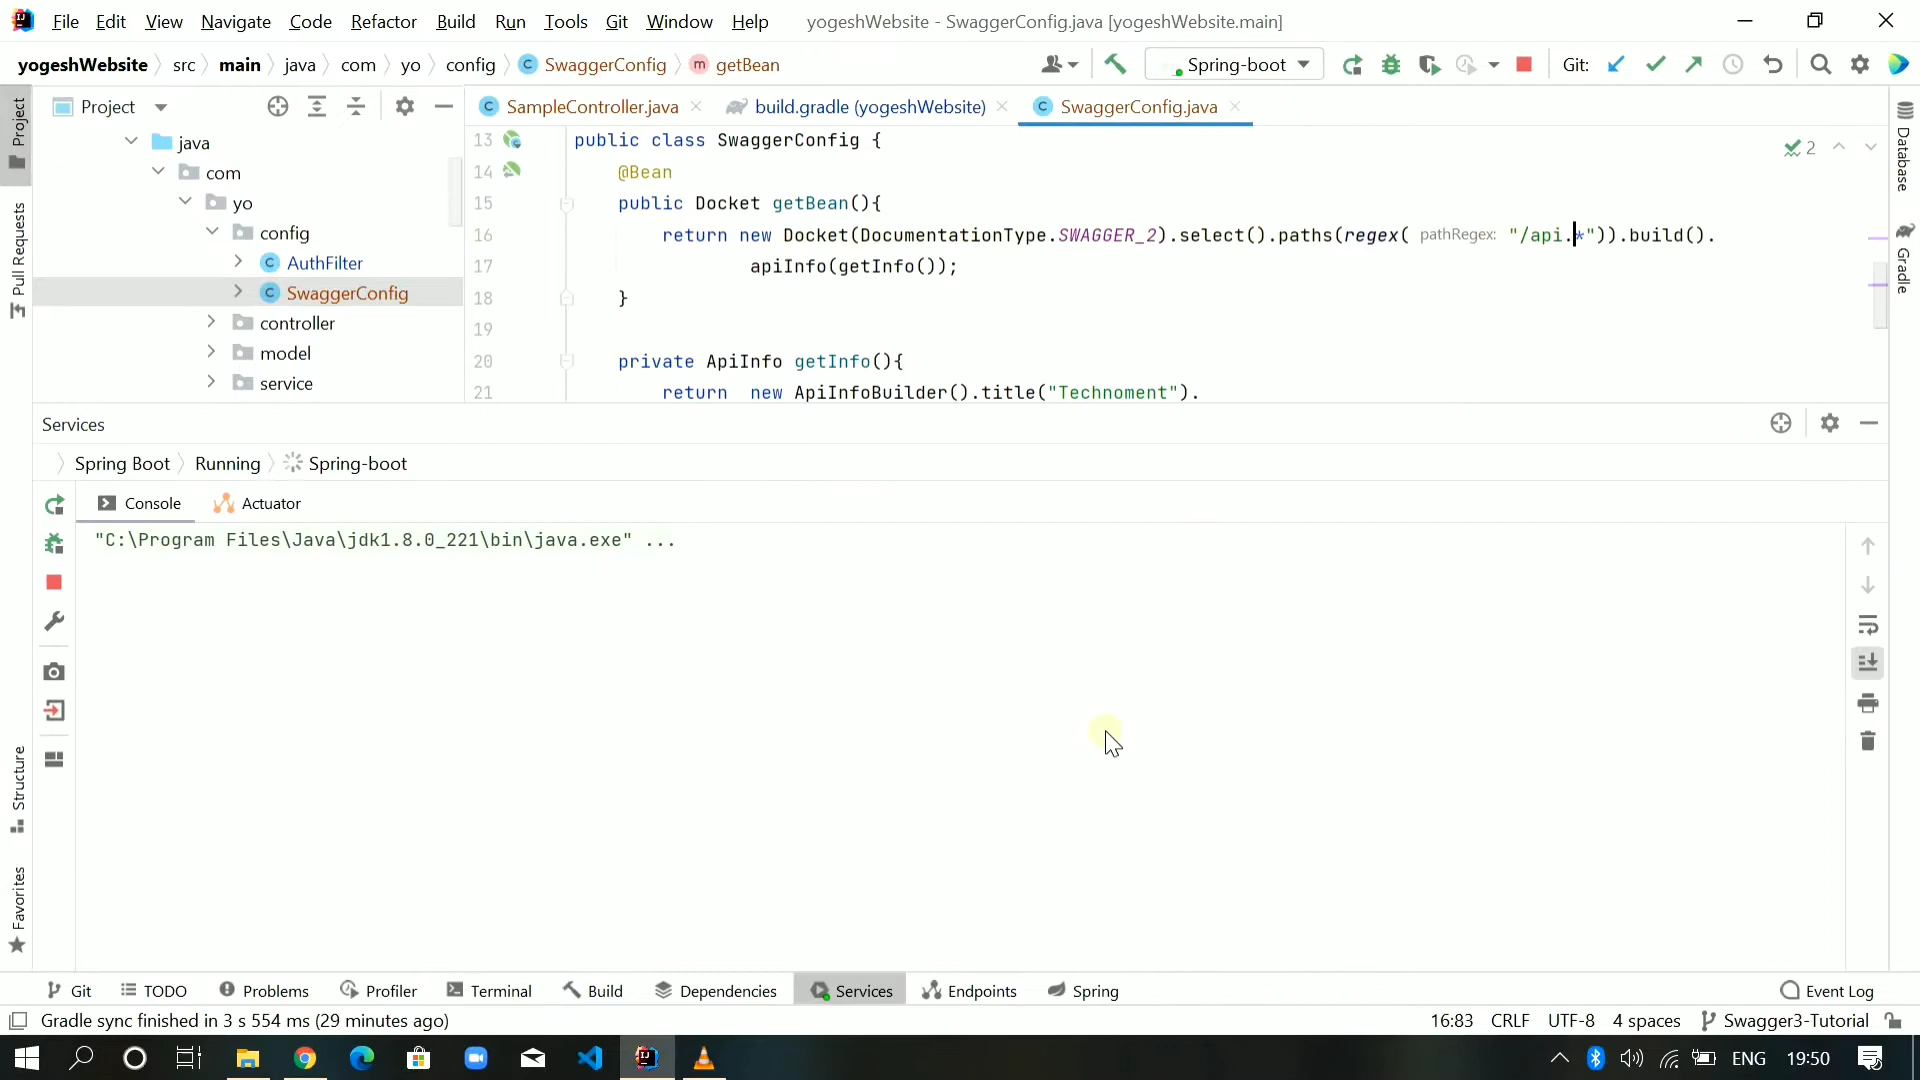 File Edit View Navigate Code Refactor Build Run Tools Git Window Help yogeshWebsite - SwaggerConfig.java [yogeshWebsite.main]
yogeshWebsite src main java com yo config SwaggerConfig getBean Spring-boot Git:
Project
SampleController.java build.gradle (yogeshWebsite) SwaggerConfig.java
java
com
yo
config
AuthFilter
SwaggerConfig
controller
model
service
13 public class SwaggerConfig {
14 @Bean
15 public Docket getBean(){
16 return new Docket(DocumentationType.SWAGGER_2).select().paths(regex( pathRegex: "/api.*")).build().
17 apiInfo(getInfo());
18 }
19
20 private ApiInfo getInfo(){
21 return new ApiInfoBuilder().title("Technoment").
2
Project
Pull Requests
Structure
Favorites
Database
Gradle
Services
Spring Boot Running Spring-boot
Console Actuator
"C:\Program Files\Java\jdk1.8.0_221\bin\java.exe" ...
Git TODO Problems Profiler Terminal Build Dependencies Services Endpoints Spring Event Log
Gradle sync finished in 3 s 554 ms (29 minutes ago) 16:83 CRLF UTF-8 4 spaces Swagger3-Tutorial
ENG 19:50